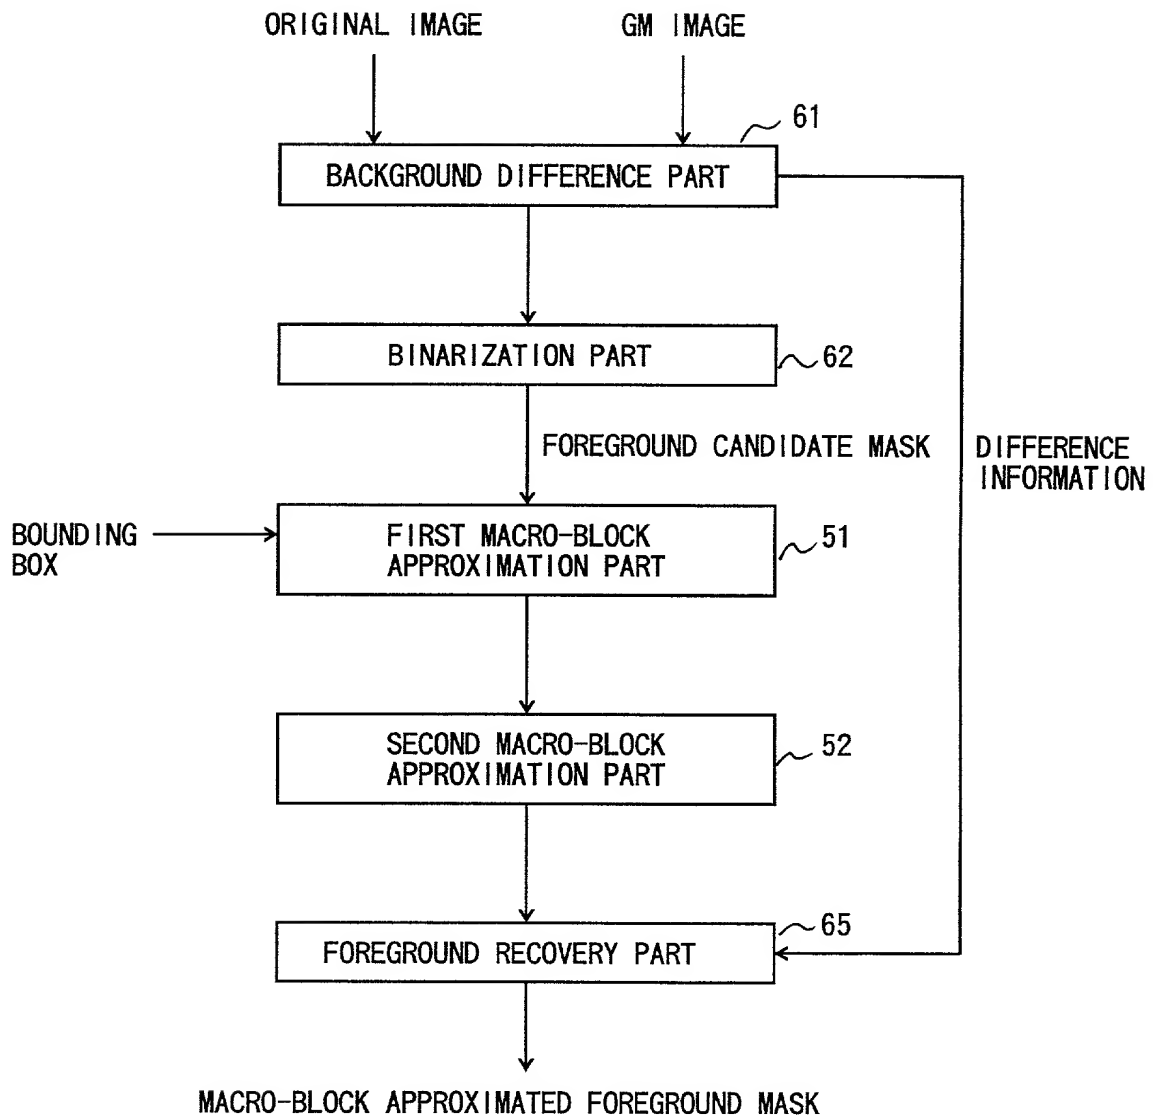 ORIGINAL IMAGE
GM IMAGE
61
BACKGROUND DIFFERENCE PART
BINARIZATION PART
62
FOREGROUND CANDIDATE MASK
DIFFERENCE
INFORMATION
BOUNDING
BOX
FIRST MACRO-BLOCK
APPROXIMATION PART
51
SECOND MACRO-BLOCK
APPROXIMATION PART
52
65
FOREGROUND RECOVERY PART
MACRO-BLOCK APPROXIMATED FOREGROUND MASK